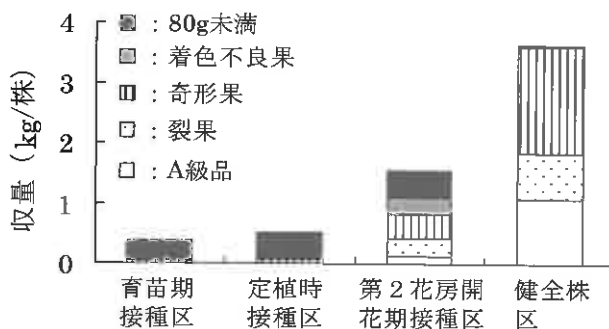 収量（kg/株）
4
3
2
1
0
：80g未満
：着色不良果
：奇形果
：裂果
：A級品
育苗期
接種区
定植時
接種区
第２花房開
花期接種区
健全株
区